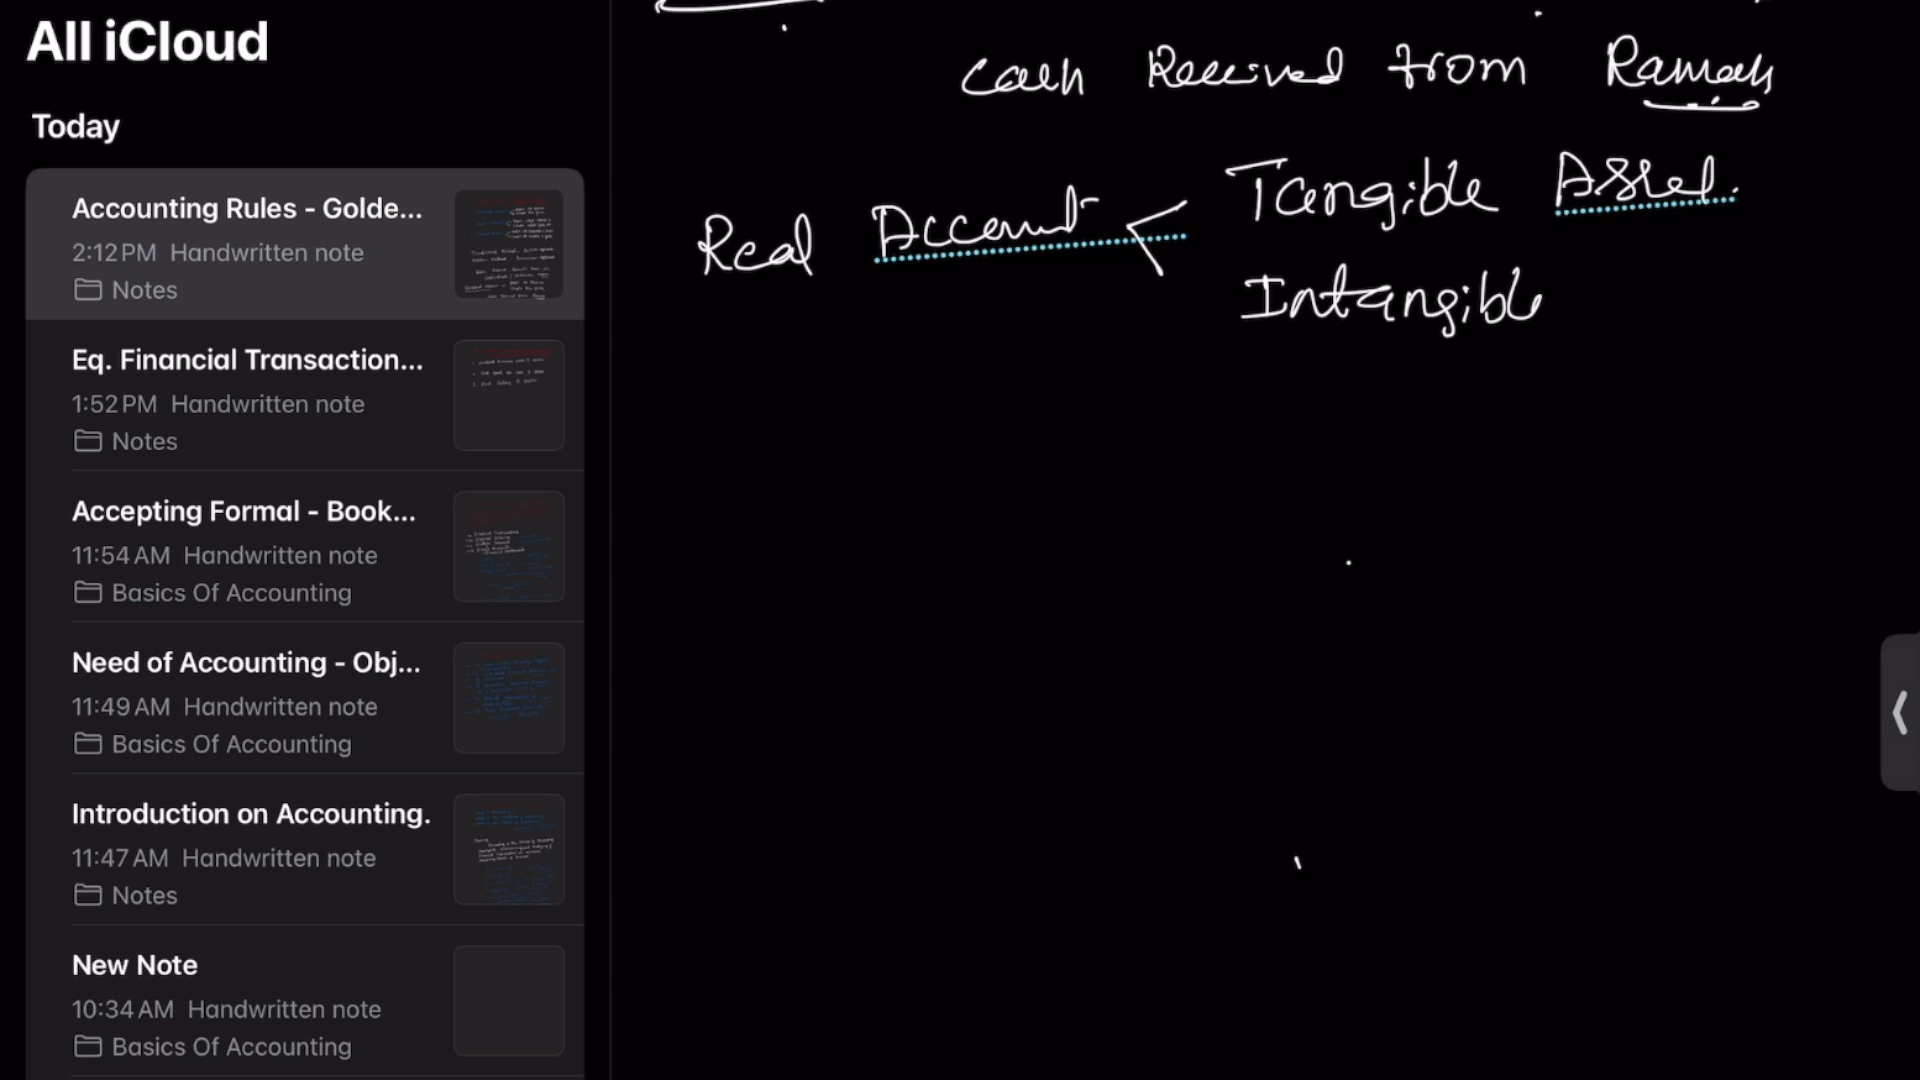 All iCloud
Today
Accounting Rules - Golde...
2:12 PM Handwritten note
Notes
Eq. Financial Transaction...
1:52 PM Handwritten note
Notes
Accepting Formal - Book...
11:54 AM Handwritten note
Basics Of Accounting
Need of Accounting - Obj...
11:49 AM Handwritten note
Basics Of Accounting
Introduction on Accounting.
11:47 AM Handwritten note
Notes
New Note
10:34 AM Handwritten note
Basics Of Accounting
Cash Received from Ramesh
Real Account < Tangible Asset.
Intangible